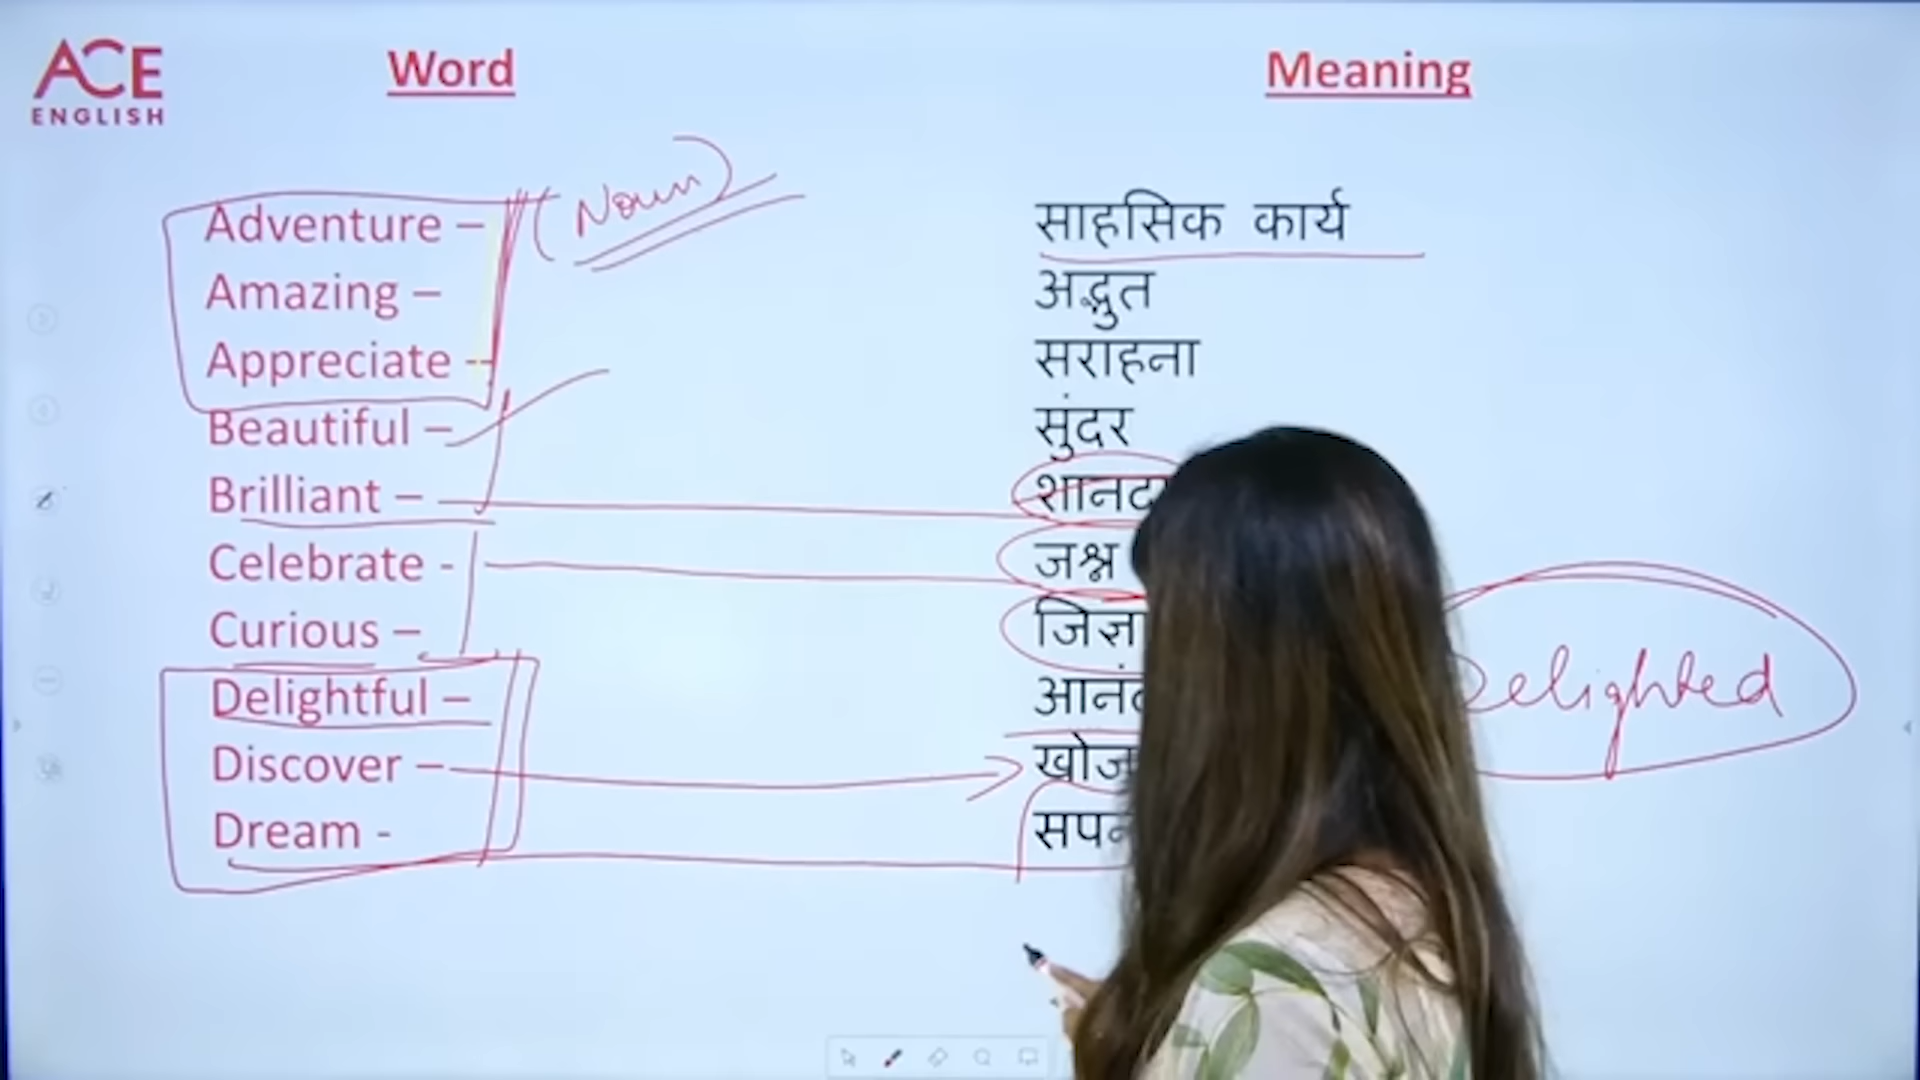 ACE
ENGLISH
Word
Meaning
(Noun)
Adventure –
साहसिक कार्य
Amazing –
अद्भुत
Appreciate -
सराहना
Beautiful –
सुंदर
Brilliant –
Celebrate -
जश्न
Curious –
Delightful –
Delighted
Discover –
Dream -